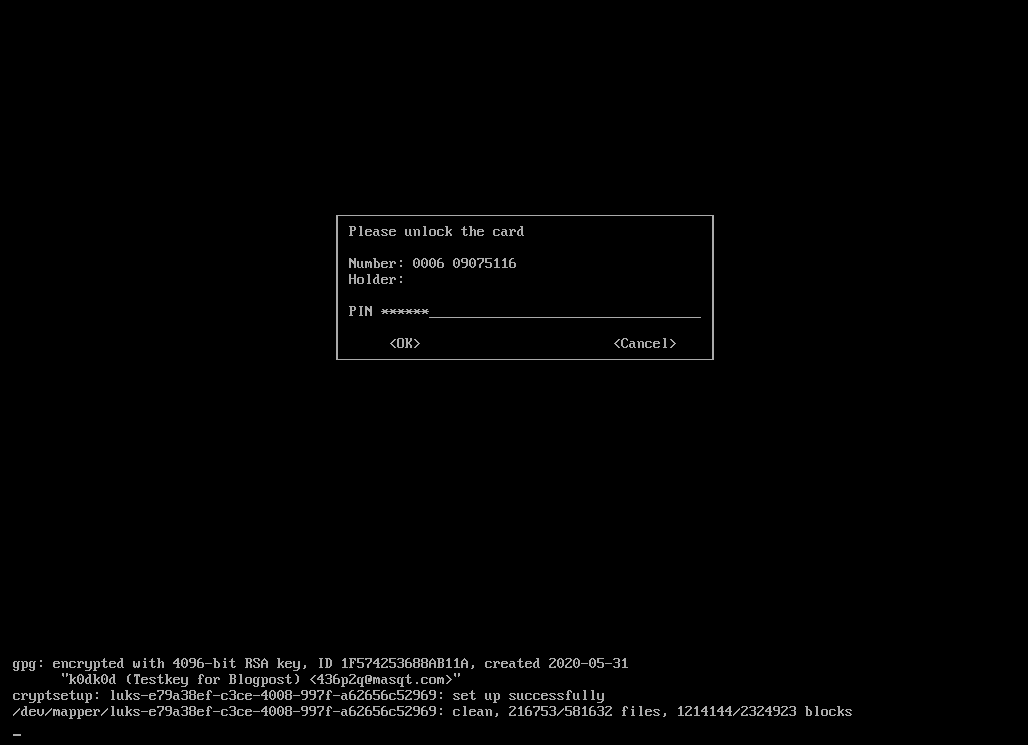 Please unlock the card
Number: 0006 09075116
Holder:
PIN ******
<OK> <Cancel>
gpg: encrypted with 4096-bit RSA key, ID 1F574253688AB11A, created 2020-05-31
"k0dk0d (Testkey for Blogpost) <436p2q@masqt.com>"
cryptsetup: luks-e79a38ef-c3ce-4008-997f-a62656c52969: set up successfully
/dev/mapper/luks-e79a38ef-c3ce-4008-997f-a62656c52969: clean, 216753/581632 files, 1214144/2324923 blocks